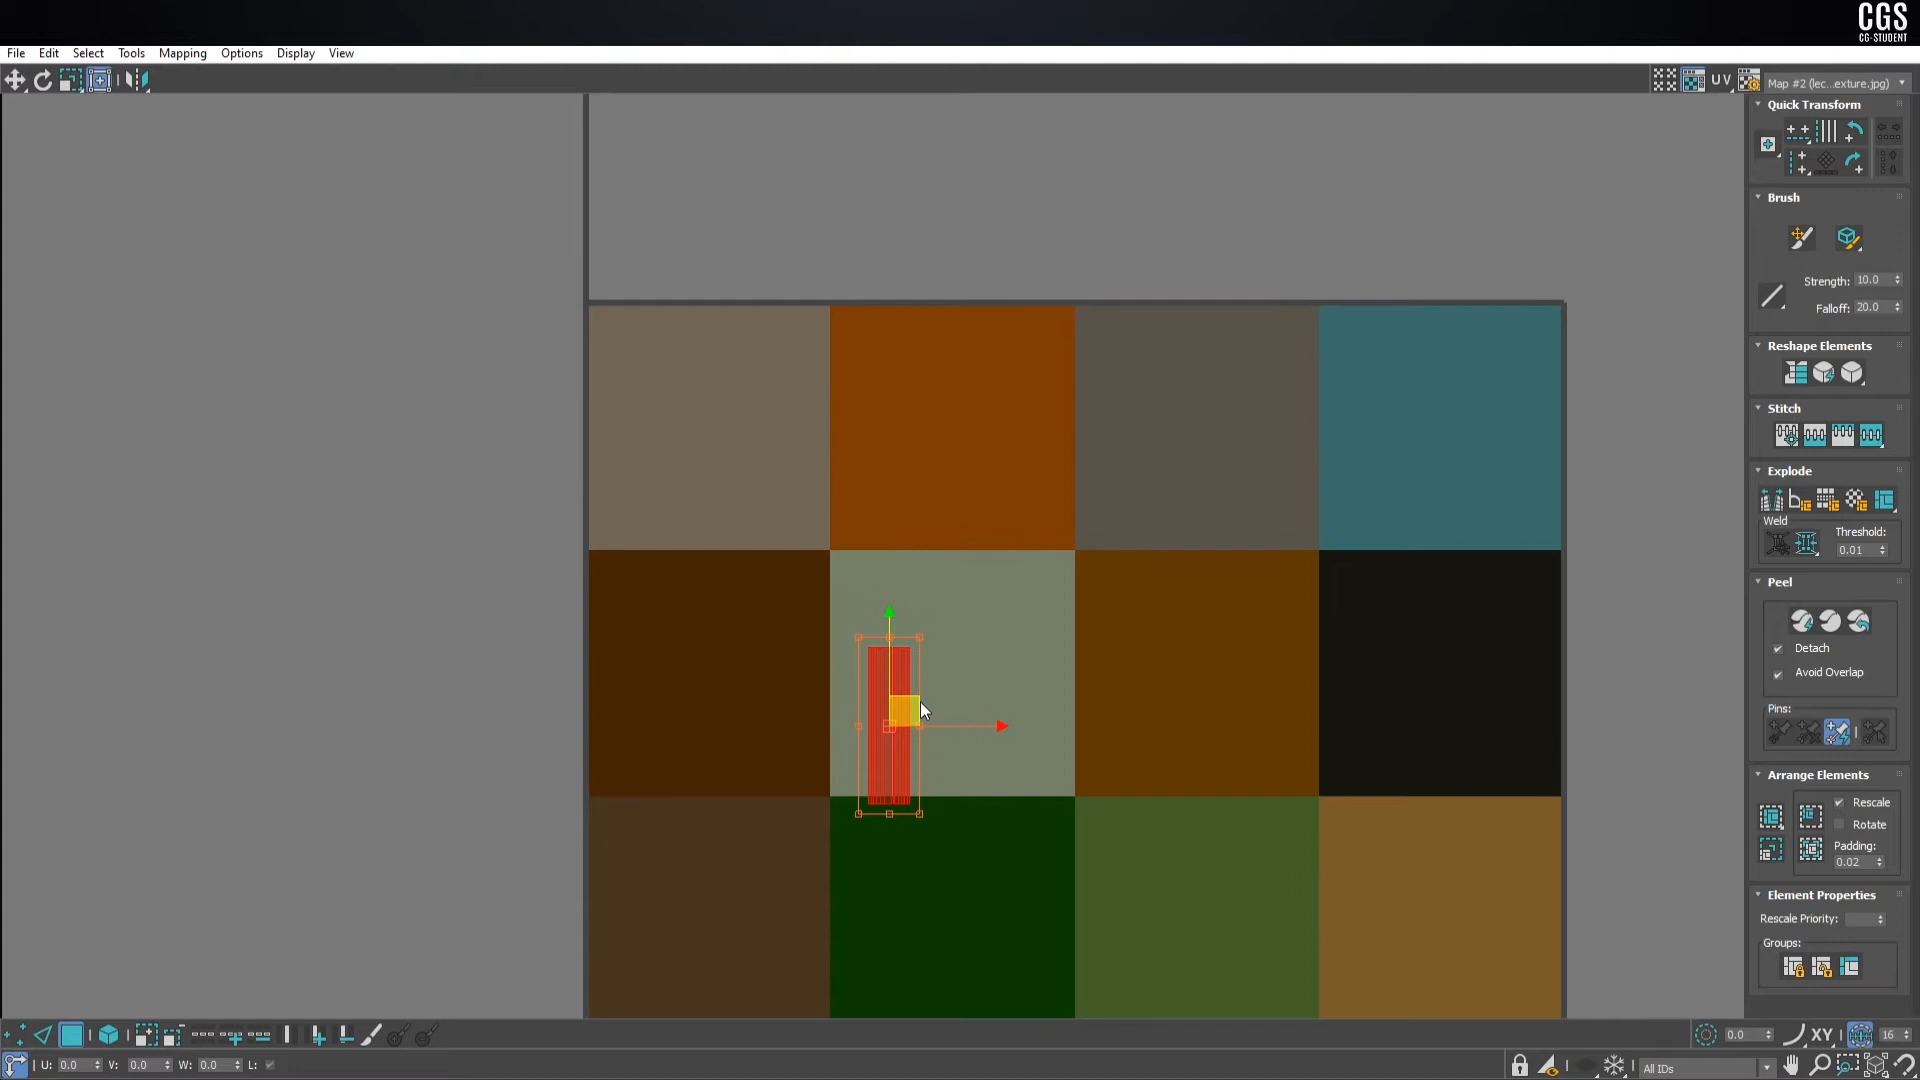 CGS
CG-STUDENT
File Edit Select Tools Mapping Options Display View
UV
Map #2 (lec...exture.jpg)
Quick Transform
Brush
Strength: 10.0
Falloff: 20.0
Reshape Elements
Stitch
Explode
Weld
Threshold:
0.01
Peel
Detach
Avoid Overlap
Pins:
Arrange Elements
Rescale
Rotate
Padding:
0.02
Element Properties
Rescale Priority:
Groups:
0.0 XY 16
U: 0.0 V: 0.0 W: 0.0 L:
All IDs